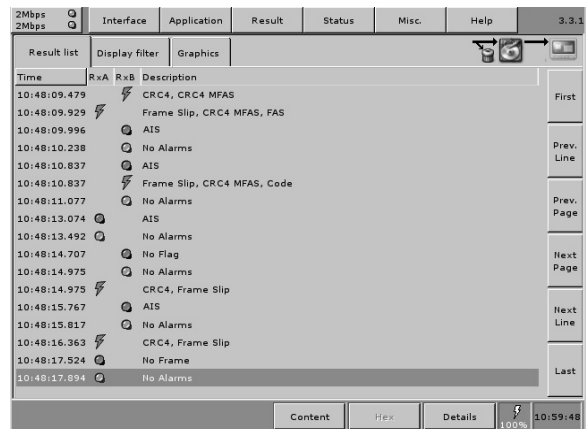 2Mbps
2Mbps
Interface Application Result Status Misc. Help 3.3.1
Result list Display filter Graphics
Time RxA RxB Description
10:48:09.479 CRC4, CRC4 MFAS
10:48:09.929 Frame Slip, CRC4 MFAS, FAS
10:48:09.996 AIS
10:48:10.238 No Alarms
10:48:10.837 AIS
10:48:10.837 Frame Slip, CRC4 MFAS, Code
10:48:11.077 No Alarms
10:48:13.074 AIS
10:48:13.492 No Alarms
10:48:14.707 No Flag
10:48:14.975 No Alarms
10:48:14.975 CRC4, Frame Slip
10:48:15.767 AIS
10:48:15.817 No Alarms
10:48:16.363 CRC4, Frame Slip
10:48:17.524 No Frame
10:48:17.894 No Alarms
First
Prev.
Line
Prev.
Page
Next
Page
Next
Line
Last
Content Hex Details 100% 10:59:48